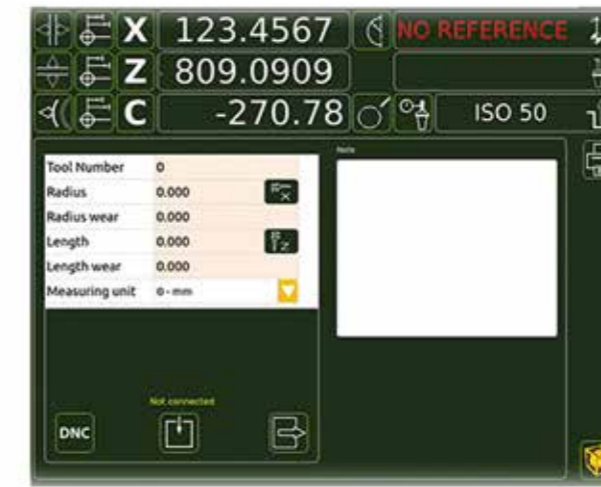 X 123.4567 NO REFERENCE
Z 809.0909
C -270.78 ISO 50
Note
Tool Number 0
Radius 0.000 X
Radius wear 0.000
Length 0.000 Z
Length wear 0.000
Measuring unit 0 - mm
Not connected
DNC